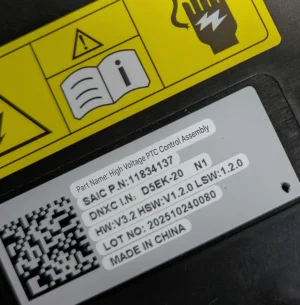 Part Name: High Voltage PTC Control Assembly
SAIC P.N:11834137
DNXC I.N: D5EK-20 N1
HW:V3.2 HSW:V1.2.0 LSW:1.2.0
LOT NO: 202510240080
MADE IN CHINA